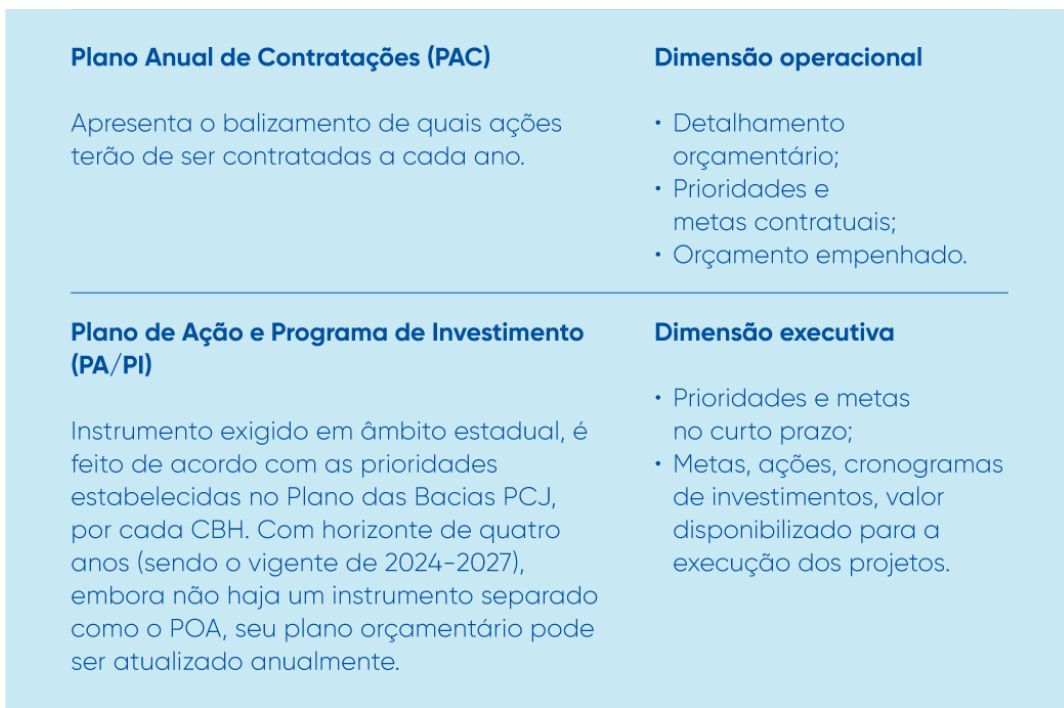 Plano Anual de Contratações (PAC)
Apresenta o balizamento de quais ações
terão de ser contratadas a cada ano.
Dimensão operacional
• Detalhamento
orçamentário;
• Prioridades e
metas contratuais;
• Orçamento empenhado.
Plano de Ação e Programa de Investimento
(PA/PI)
Instrumento exigido em âmbito estadual, é
feito de acordo com as prioridades
estabelecidas no Plano das Bacias PCJ,
por cada CBH. Com horizonte de quatro
anos (sendo o vigente de 2024-2027),
embora não haja um instrumento separado
como o POA, seu plano orçamentário pode
ser atualizado anualmente.
Dimensão executiva
• Prioridades e metas
no curto prazo;
• Metas, ações, cronogramas
de investimentos, valor
disponibilizado para a
execução dos projetos.